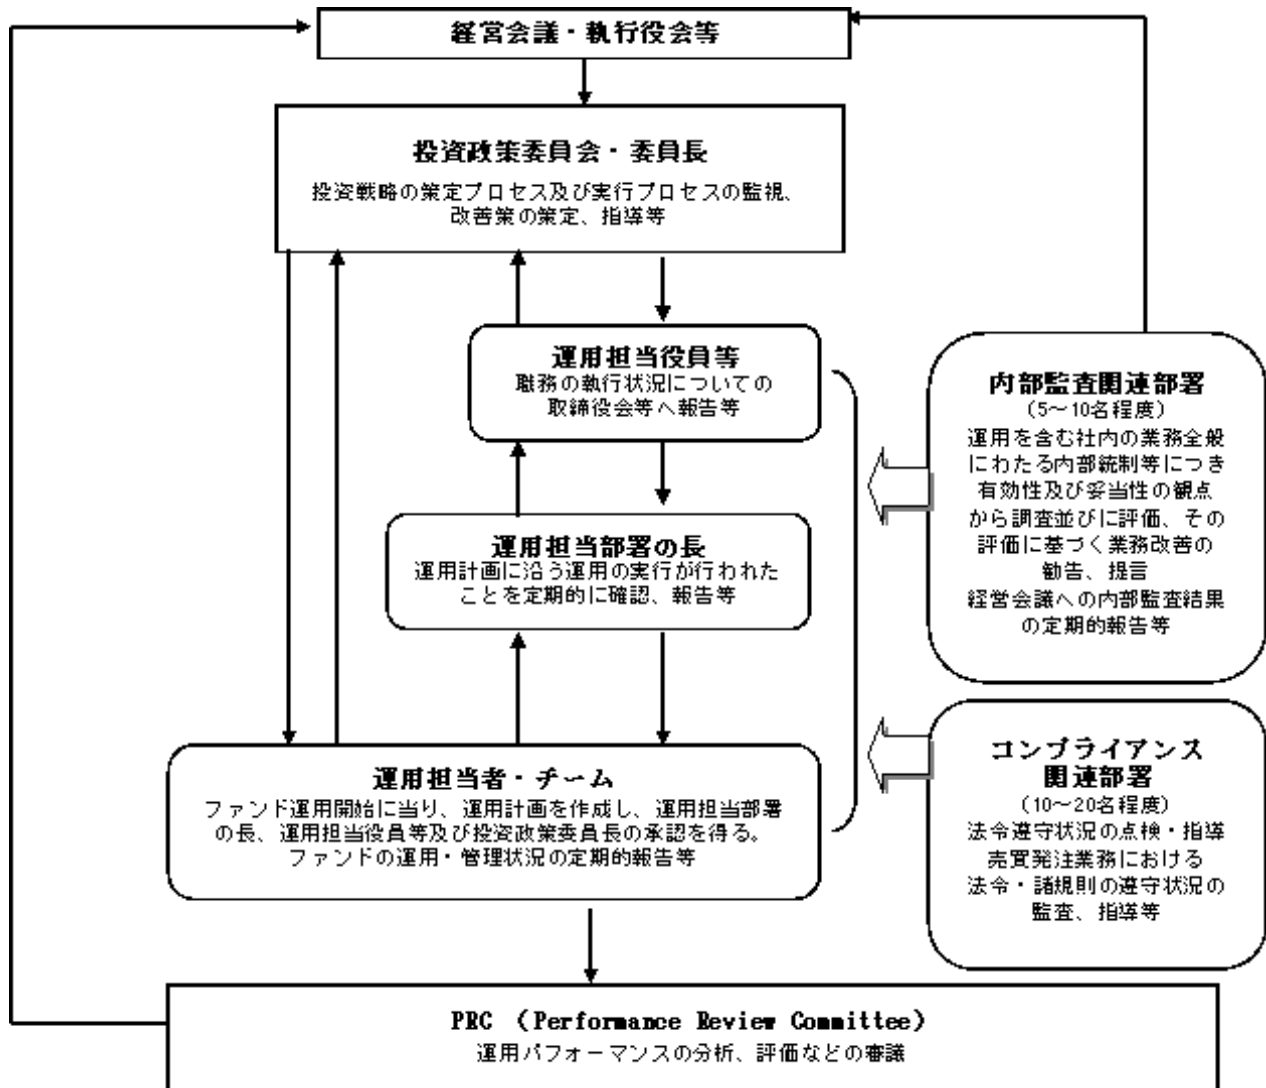 経営会議・執行役会等
投資政策委員会・委員長
投資戦略の策定プロセス及び実行プロセスの監視、
改善策の策定、指導等
運用担当役員等
職務の執行状況についての
取締役会等へ報告等
運用担当部署の長
運用計画に沿う運用の実行が行われた
ことを定期的に確認、報告等
運用担当者・チーム
ファンド運用開始に当り、運用計画を作成し、運用担当部署
の長、運用担当役員等及び投資政策委員長の承認を得る。
ファンドの運用・管理状況の定期的報告等
内部監査関連部署
（5～10名程度）
運用を含む社内の業務全般
にわたる内部統制等につき
有効性及び妥当性の観点
から調査並びに評価、その
評価に基づく業務改善の
勧告、提言
経営会議への内部監査結果
の定期的報告等
コンプライアンス
関連部署
（10～20名程度）
法令遵守状況の点検・指導
売買発注業務における
法令・諸規則の遵守状況の
監査、指導等
PRC （Performance Review Committee）
運用パフォーマンスの分析、評価などの審議